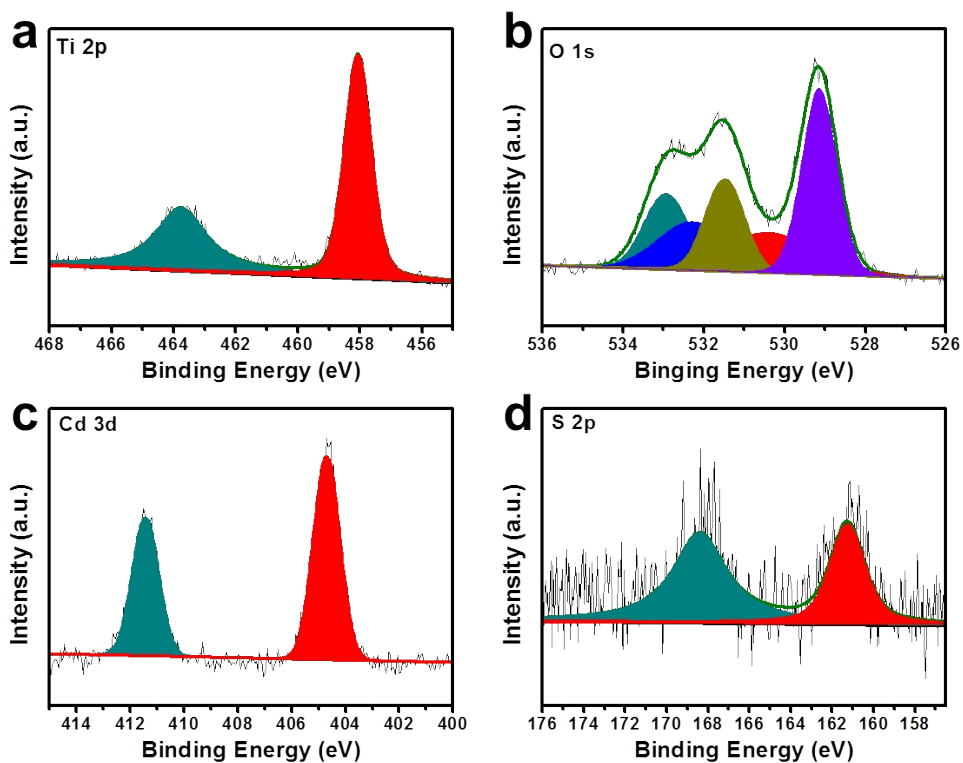 a
Ti 2p
Intensity (a.u.)
468 466 464 462 460 458 456
Binding Energy (eV)
b
O 1s
Intensity (a.u.)
536 534 532 530 528 526
Binging Energy (eV)
c
Cd 3d
Intensity (a.u.)
414 412 410 408 406 404 402 400
Binding Energy (eV)
d
S 2p
Intensity (a.u.)
176 174 172 170 168 166 164 162 160 158
Binding Energy (eV)